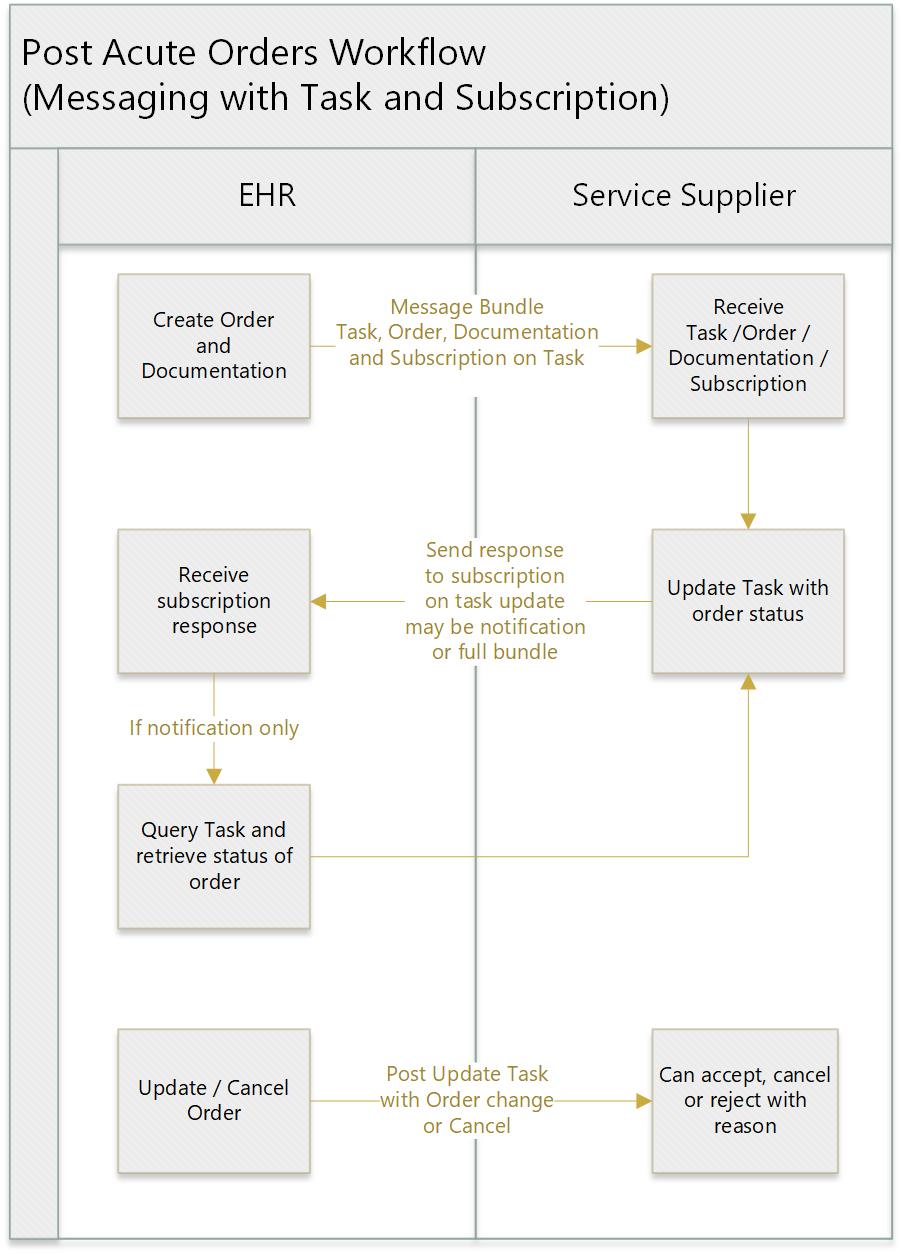 Post Acute Orders Workflow
(Messaging with Task and Subscription)
EHR
Service Supplier
Create Order
and
Documentation
Message Bundle
Task, Order, Documentation
and Subscription on Task
Receive
Task /Order /
Documentation /
Subscription
Receive
subscription
response
Send response
to subscription
on task update
may be notification
or full bundle
Update Task with
order status
If notification only
Query Task and
retrieve status of
order
Update / Cancel
Order
Post Update Task
with Order change
or Cancel
Can accept, cancel
or reject with
reason